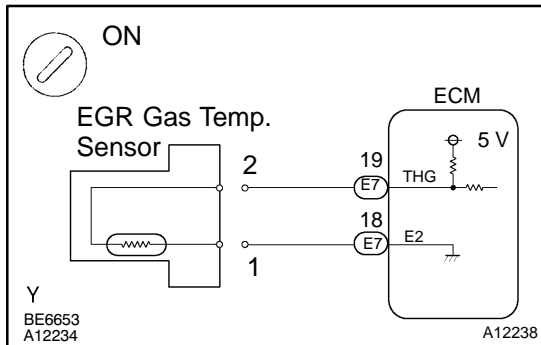 ON
EGR Gas Temp.
Sensor
ECM
5 V
2
19
E7
THG
18
E7
E2
1
Y
BE6653
A12234
A12238